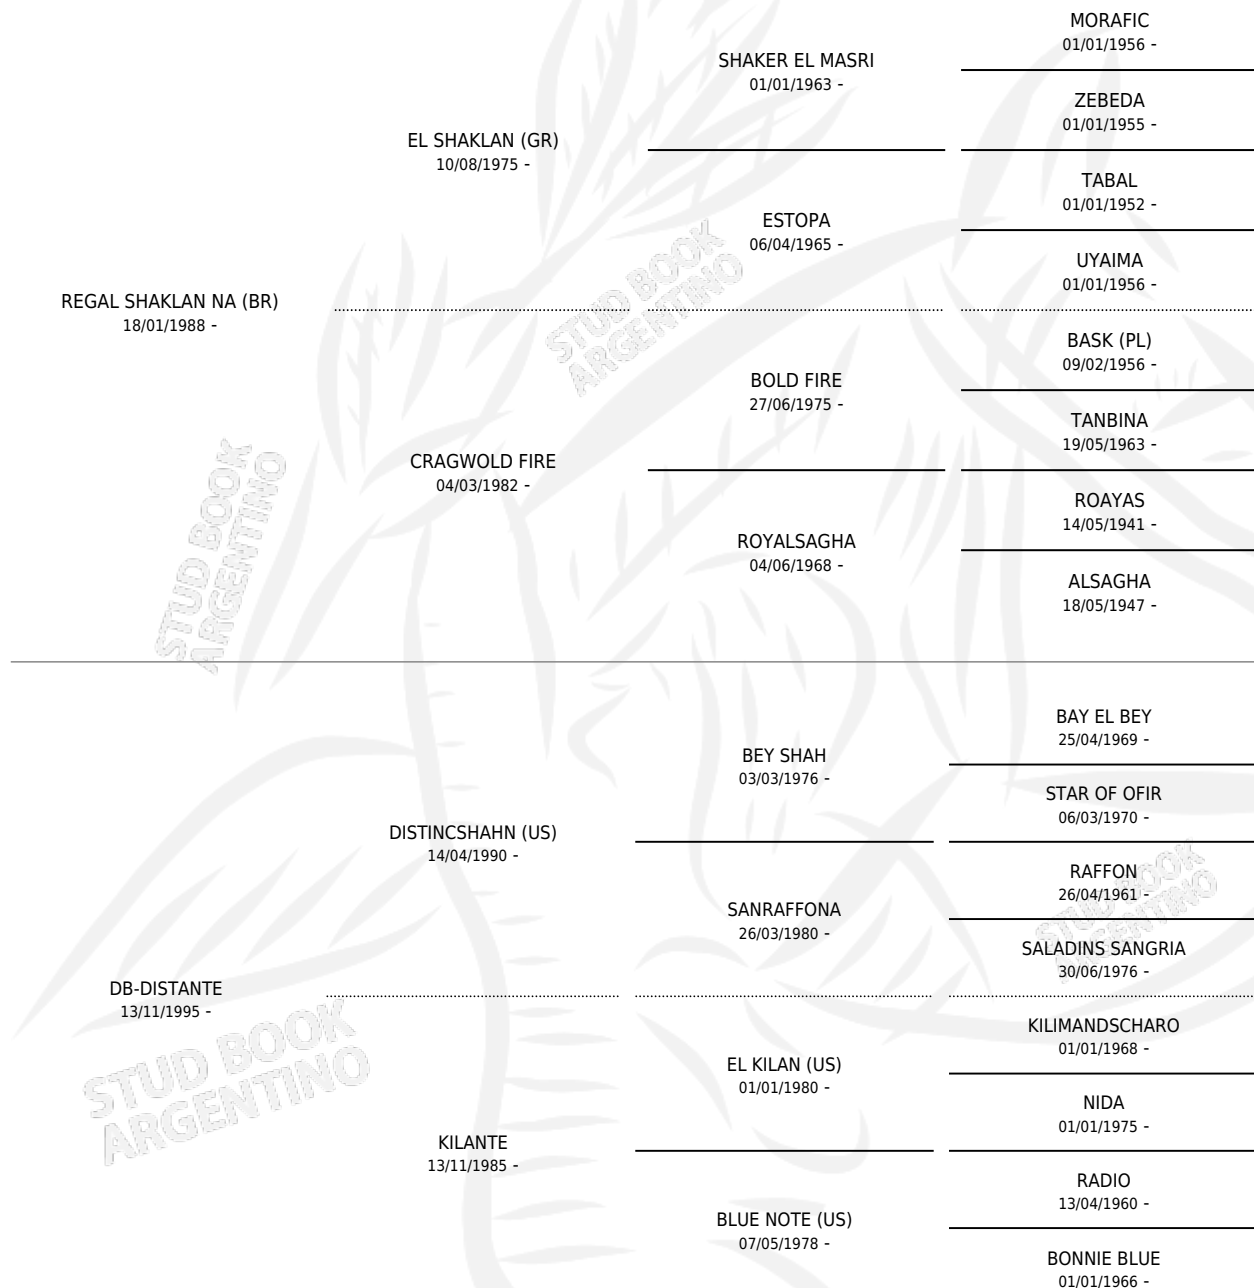 MORAFIC
01/01/1956 -
SHAKER EL MASRI
01/01/1963 -
ZEBEDA
01/01/1955 -
EL SHAKLAN (GR)
10/08/1975 -
TABAL
01/01/1952 -
ESTOPA
06/04/1965 -
UYAIMA
01/01/1956 -
REGAL SHAKLAN NA (BR)
18/01/1988 -
BASK (PL)
09/02/1956 -
BOLD FIRE
27/06/1975 -
TANBINA
19/05/1963 -
CRAGWOLD FIRE
04/03/1982 -
ROAYAS
14/05/1941 -
ROYALSAGHA
04/06/1968 -
ALSAGHA
18/05/1947 -
BAY EL BEY
25/04/1969 -
BEY SHAH
03/03/1976 -
STAR OF OFIR
06/03/1970 -
DISTINCSHAHN (US)
14/04/1990 -
RAFFON
26/04/1961 -
SANRAFFONA
26/03/1980 -
SALADINS SANGRIA
30/06/1976 -
DB-DISTANTE
13/11/1995 -
KILIMANDSCHARO
01/01/1968 -
EL KILAN (US)
01/01/1980 -
NIDA
01/01/1975 -
KILANTE
13/11/1985 -
RADIO
13/04/1960 -
BLUE NOTE (US)
07/05/1978 -
BONNIE BLUE
01/01/1966 -
STUD BOOK
ARGENTINO
STUD BOOK
ARGENTINO
STUD BOOK
ARGENTINO
STUD BOOK
ARGENTINO